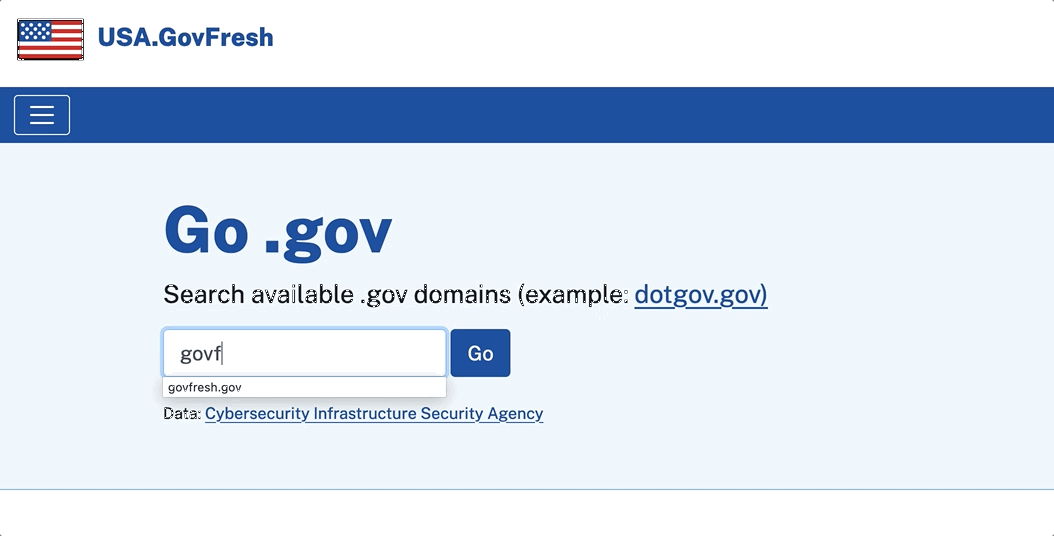 USA.GovFresh
Go .gov
Search available .gov domains (example: dotgov.gov)
govf
Go
govfresh.gov
Data: Cybersecurity Infrastructure Security Agency